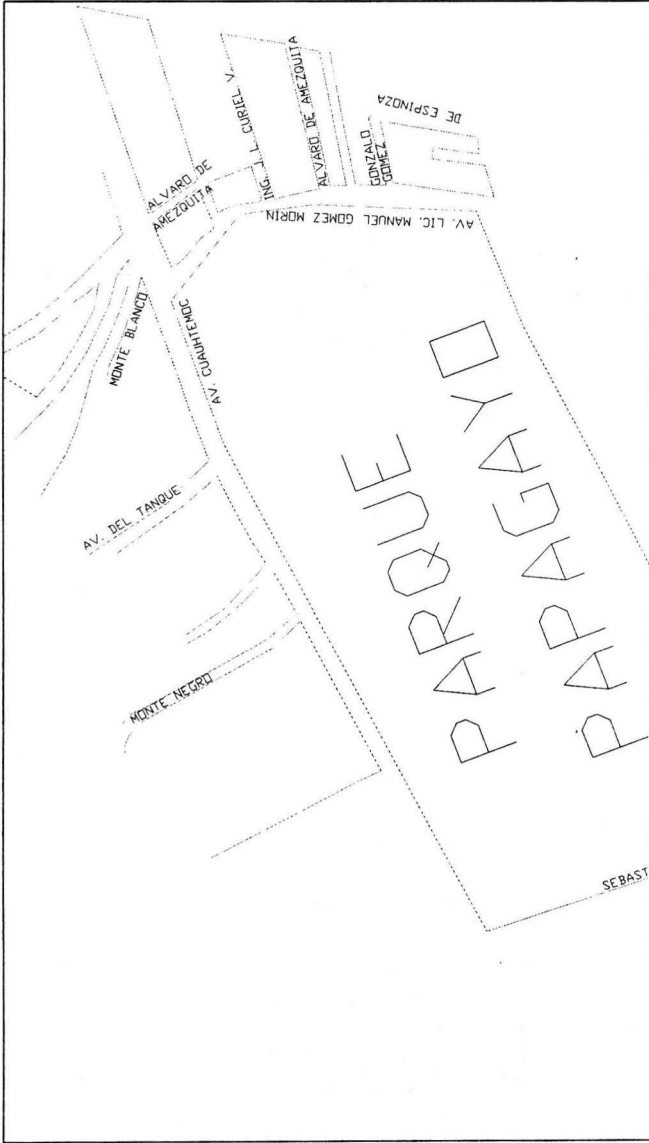 ING. J. L. CURIEL V.
ALVARO DE AMEZQUITA
DE ESPINOZA
GONZALO
GOMEZ
ALVARO DE
AMEZQUITA
AV. LIC. MANUEL GOMEZ MORIN
MONTE BLANCO
AV. CUAUHTEMOC
AV. DEL TANQUE
MONTE NEGRO
PARQUE
PAPAGAYO
SEBAST